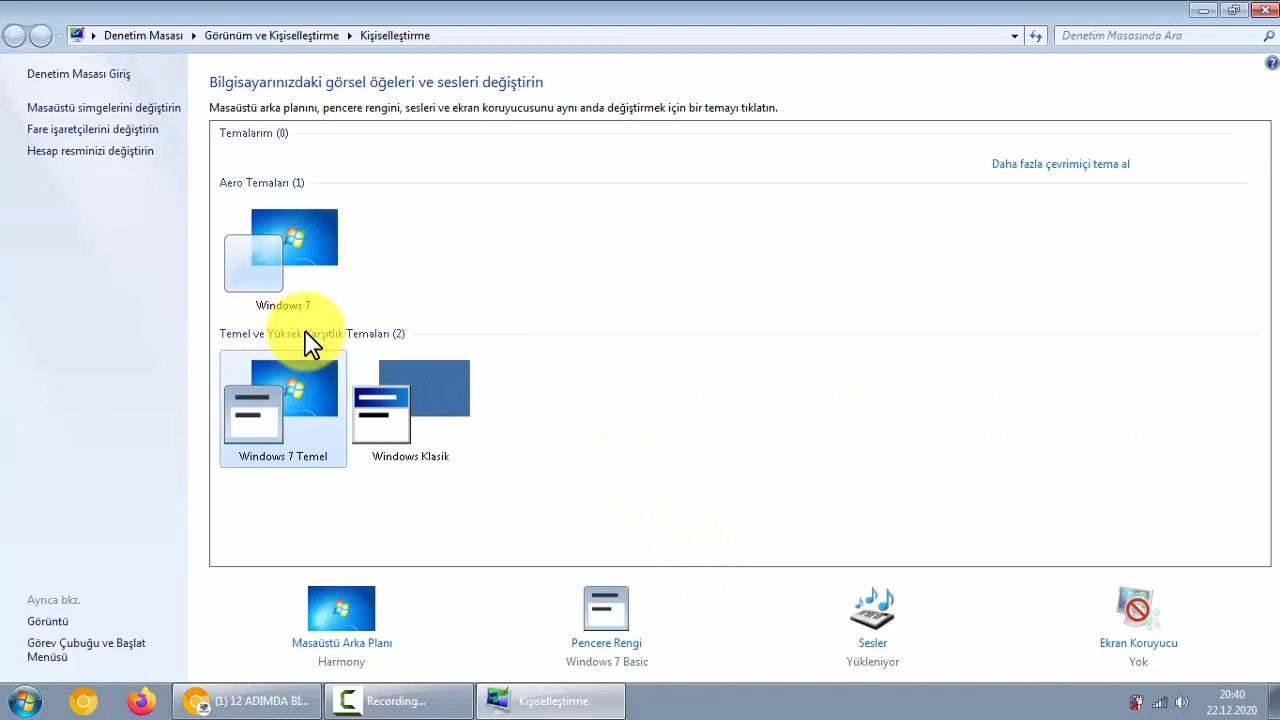 Denetim Masası
Görünüm ve Kişiselleştirme
Kişiselleştirme
Denetim Masasında Ara
Denetim Masası Giriş
Masaüstü simgelerini değiştirin
Fare işaretçilerini değiştirin
Hesap resminizi değiştirin
Bilgisayarınızdaki görsel öğeleri ve sesleri değiştirin
Masaüstü arka planını, pencere rengini, sesleri ve ekran koruyucusunu aynı anda değiştirmek için bir temayı tıklatın.
Temalarım (0)
Daha fazla çevrimiçi tema al
Aero Temaları (1)
Windows 7
Temel ve Yüksek Karşıtlık Temaları (2)
Windows 7 Temel
Windows Klasik
Ayrıca bkz.
Görüntü
Görev Çubuğu ve Başlat
Menüsü
Masaüstü Arka Planı
Harmony
Pencere Rengi
Windows 7 Basic
Sesler
Yükleniyor
Ekran Koruyucu
Yok
(1) 12 ADIMDA Bİ...
Recording...
Kişiselleştirme
20:40
22.12.2020